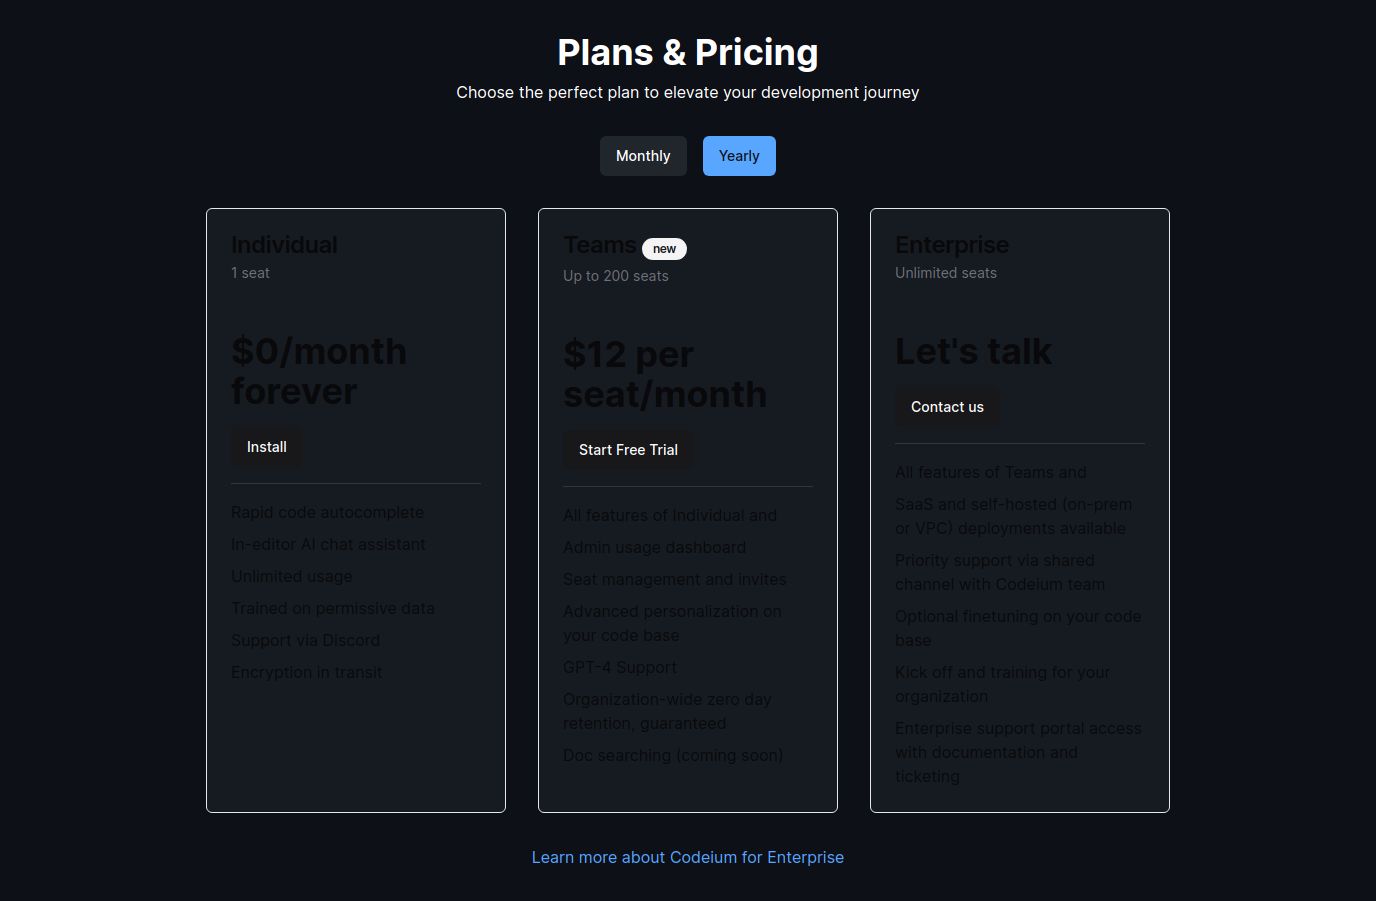 Plans & Pricing
Choose the perfect plan to elevate your development journey
Monthly
Yearly
Individual
1 seat
$0/month
forever
Install
Rapid code autocomplete
In-editor AI chat assistant
Unlimited usage
Trained on permissive data
Support via Discord
Encryption in transit
Teams new
Up to 200 seats
$12 per
seat/month
Start Free Trial
All features of Individual and
Admin usage dashboard
Seat management and invites
Advanced personalization on
your code base
GPT-4 Support
Organization-wide zero day
retention, guaranteed
Doc searching (coming soon)
Enterprise
Unlimited seats
Let's talk
Contact us
All features of Teams and
SaaS and self-hosted (on-prem
or VPC) deployments available
Priority support via shared
channel with Codeium team
Optional finetuning on your code
base
Kick off and training for your
organization
Enterprise support portal access
with documentation and
ticketing
Learn more about Codeium for Enterprise